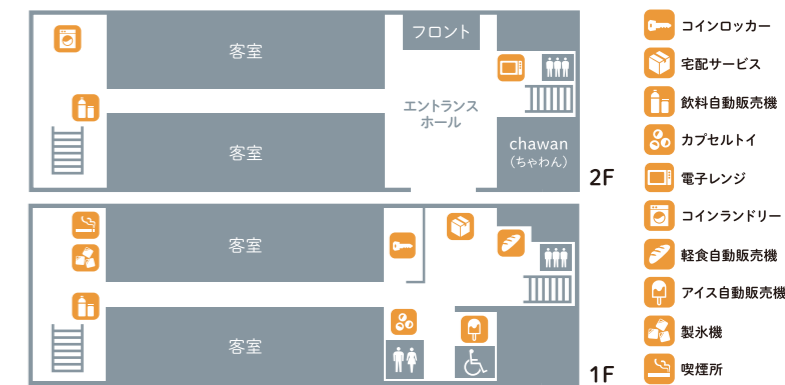 フロント
客室
エントランス
ホール
客室
chawan
(ちゃわん)
2F
客室
客室
1F
コインロッカー
宅配サービス
飲料自動販売機
カプセルトイ
電子レンジ
コインランドリー
軽食自動販売機
アイス自動販売機
製氷機
喫煙所